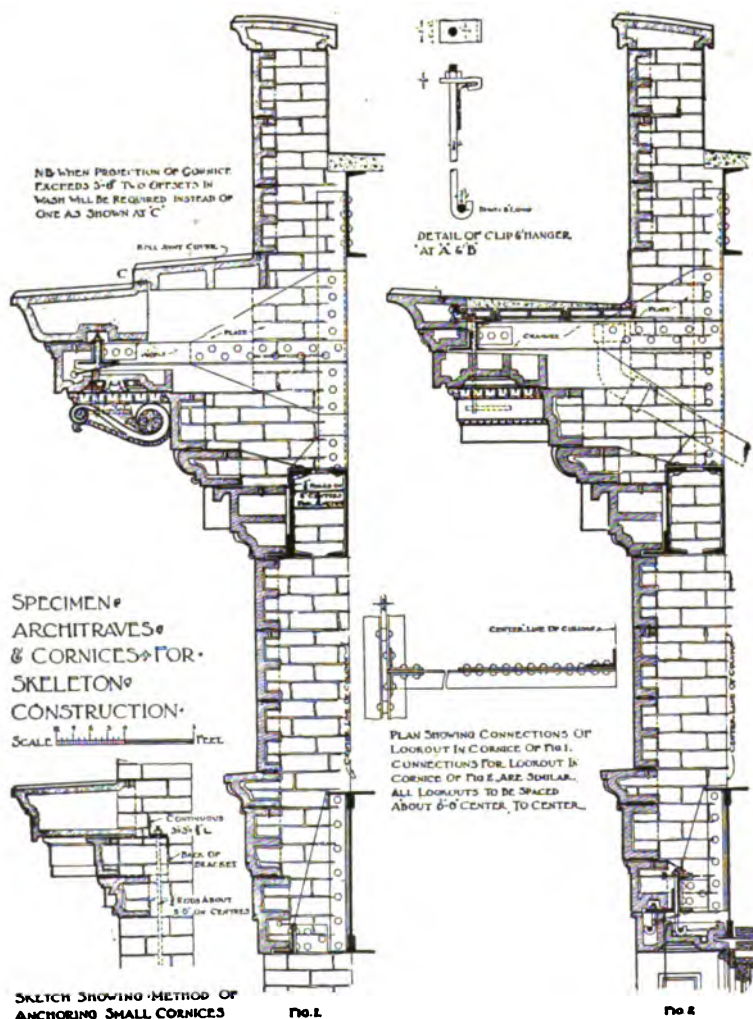 NB WHEN PROJECTION OF CORNICE
EXCEEDS TWO OFFSETS IN
WASH WILL BE REQUIRED INSTEAD OF
ONE AS SHOWN AT "C"
ROLL JOINT COVER
C
PLATE
ANGLE
DETAIL OF CLIP & HANGER
AT "A" & "B"
PLATE
CHANNEL
SPECIMEN
ARCHITRAVES
& CORNICES FOR
SKELETON
CONSTRUCTION
SCALE FEET
CENTER LINE OF COLUMN
PLAN SHOWING CONNECTIONS OF
LOOKOUT IN CORNICE OF FIG 1.
CONNECTIONS FOR LOOKOUT IN
CORNICE OF FIG 2, ARE SIMILAR.
ALL LOOKOUTS TO BE SPACED
ABOUT 6'-0" CENTER TO CENTER
CONTINUOUS
BACK OF
BRACKET
RODS ABOUT
ON CENTRES
SKETCH SHOWING METHOD OF
ANCHORING SMALL CORNICES
FIG. 1.
FIG 2